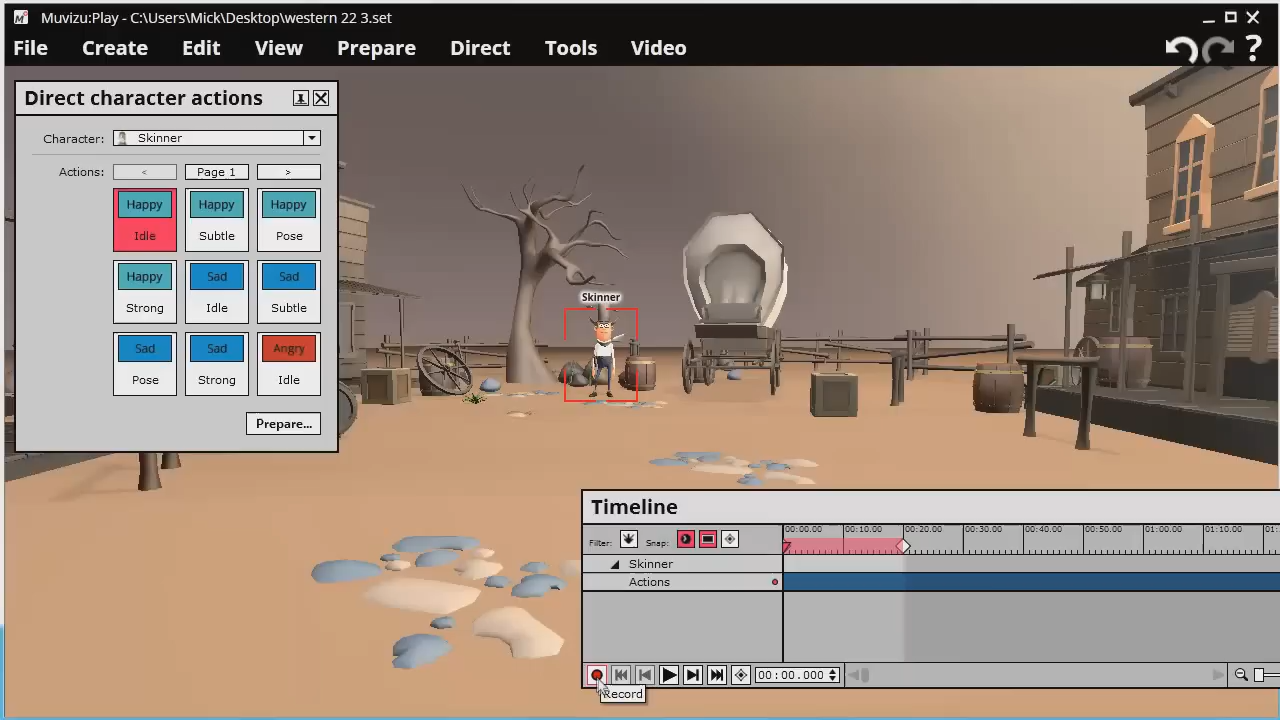 Muvizu:Play - C:\Users\Mick\Desktop\western 22 3.set
File Create Edit View Prepare Direct Tools Video ?
Direct character actions
Character: Skinner
Actions: < Page 1 >
Happy Happy Happy
Idle Subtle Pose
Happy Sad Sad
Strong Idle Subtle
Sad Sad Angry
Pose Strong Idle
Prepare...
Skinner
Timeline
Filter: Snap:
00:00.00 00:10.00 00:20.00 00:30.00 00:40.00 00:50.00 01:00.00 01:10.00
Skinner
Actions
00:00.000
Record